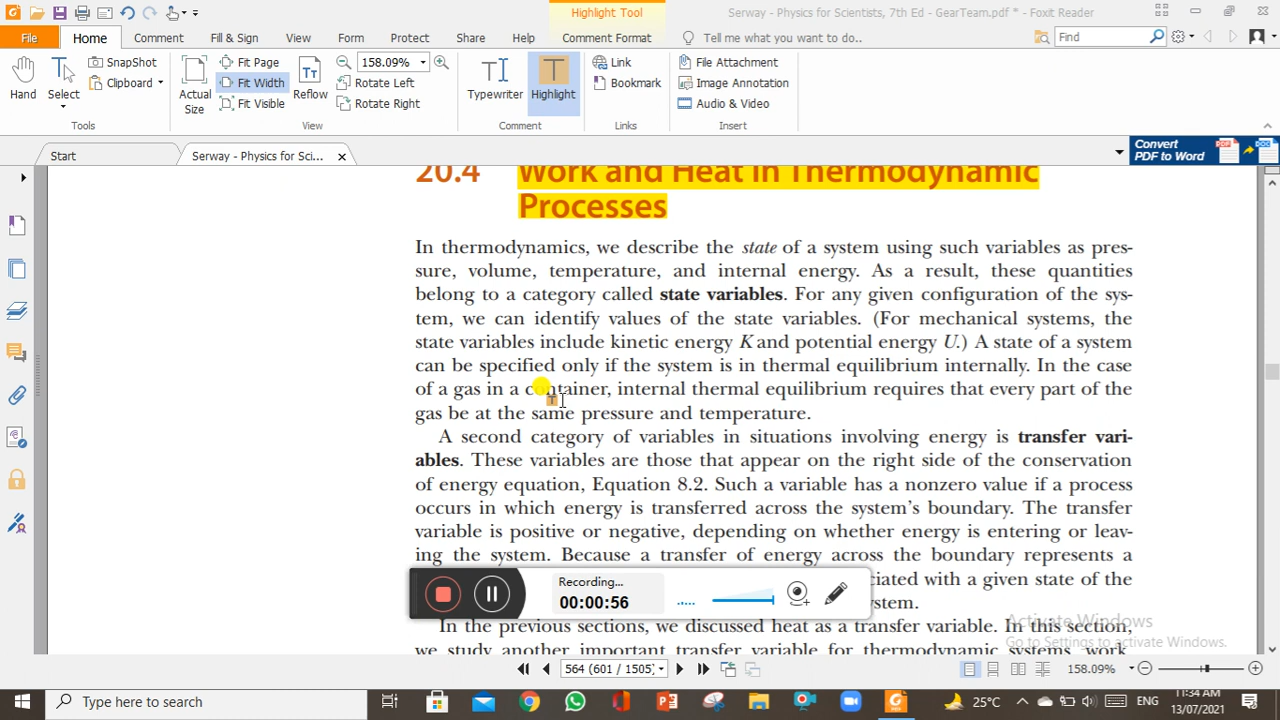 Highlight Tool
Serway - Physics for Scientists, 7th Ed - GearTeam.pdf * - Foxit Reader
File Home Comment Fill & Sign View Form Protect Share Help Comment Format Tell me what you want to do.. Find
Hand
Select
SnapShot
Clipboard
Actual Size
Fit Page
Fit Width
Fit Visible
Reflow
158.09%
Rotate Left
Rotate Right
Typewriter
Highlight
Link
Bookmark
File Attachment
Image Annotation
Audio & Video
Tools View Comment Links Insert
Convert
PDF to Word
Start Serway - Physics for Sci...
20.4 Work and Heat in Thermodynamic
Processes
In thermodynamics, we describe the state of a system using such variables as pres-
sure, volume, temperature, and internal energy. As a result, these quantities
belong to a category called state variables. For any given configuration of the sys-
tem, we can identify values of the state variables. (For mechanical systems, the
state variables include kinetic energy K and potential energy U.) A state of a system
can be specified only if the system is in thermal equilibrium internally. In the case
of a gas in a container, internal thermal equilibrium requires that every part of the
gas be at the same pressure and temperature.
A second category of variables in situations involving energy is transfer vari-
ables. These variables are those that appear on the right side of the conservation
of energy equation, Equation 8.2. Such a variable has a nonzero value if a process
occurs in which energy is transferred across the system's boundary. The transfer
variable is positive or negative, depending on whether energy is entering or leav-
ing the system. Because a transfer of energy across the boundary represents a
ciated with a given state of the
ystem.
In the previous sections, we discussed heat as a transfer variable. In this section,
we study another important transfer variable for thermodynamic systems, work.
Recording...
00:00:56
Activate Windows
Go to Settings to activate Windows.
564 (601 / 1505)
158.09%
Type here to search
25°C
ENG
11:34 AM
13/07/2021